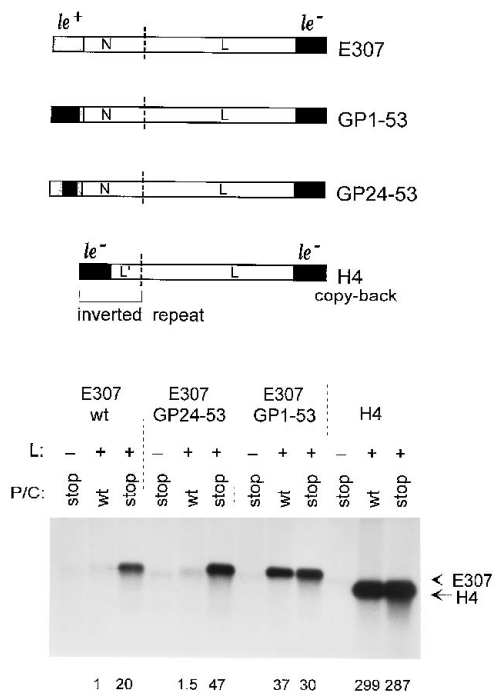 le+ le-
N L E307
N L GP1-53
N L GP24-53
le- le-
L' L H4
copy-back
inverted repeat
E307 E307 E307
wt GP24-53 GP1-53 H4
L: – + + – + + – + + – + +
P/C: stop wt stop stop wt stop stop wt stop stop wt stop
E307
H4
1 20 1.5 47 37 30 299 287